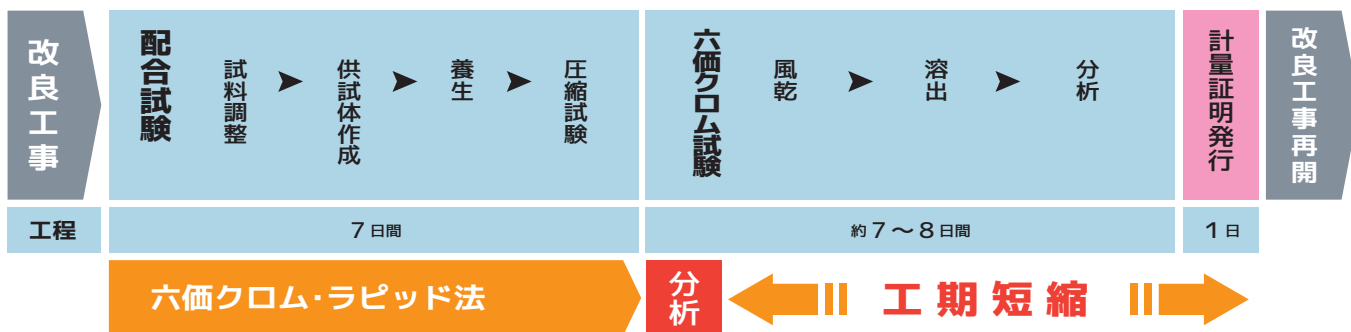 改良工事
配合試験
試料調整
供試体作成
養生
圧縮試験
六価クロム試験
風乾
溶出
分析
計量証明発行
改良工事再開
工程
7日間
約7～8日間
1日
六価クロム・ラピッド法
分析
工期短縮